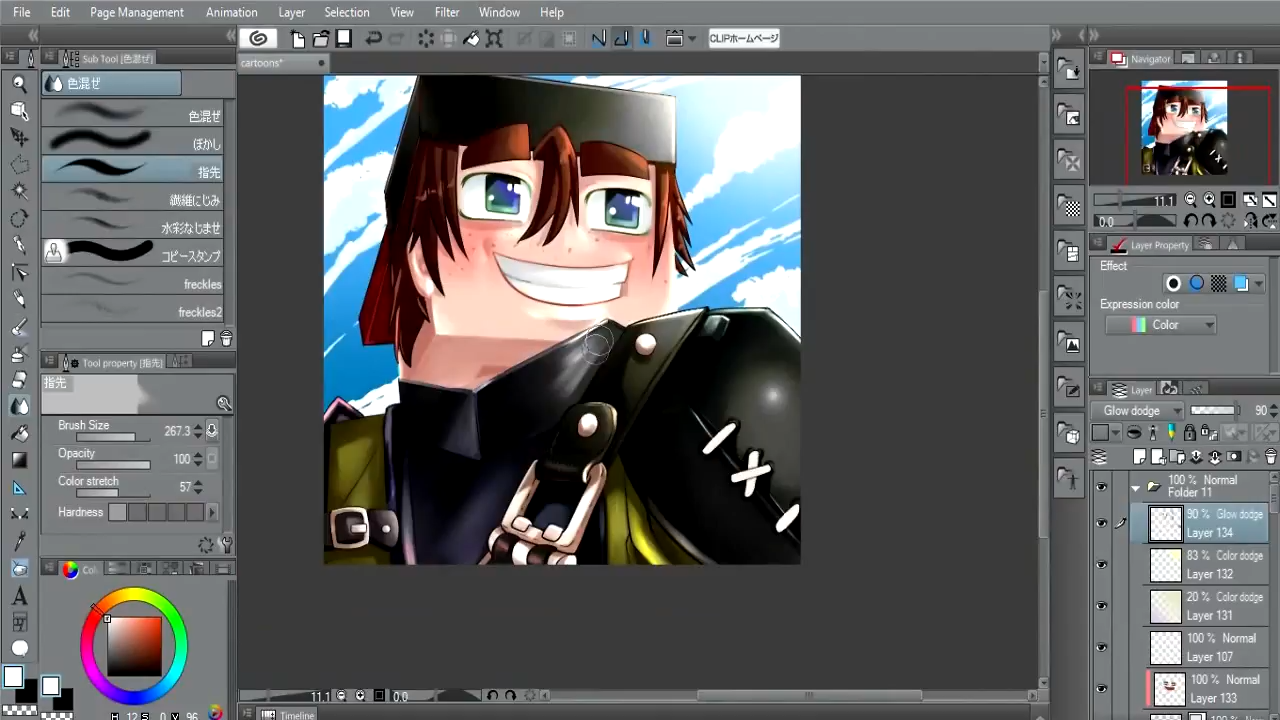 File Edit Page Management Animation Layer Selection View Filter Window Help
CLIPホームページ
Sub Tool [色混ぜ]
cartoons*
Navigator
色混ぜ
色混ぜ
ぼかし
指先
繊維にじみ
水彩なじませ
コピースタンプ
freckles
freckles2
11.1
0.0
Layer Property
Effect
Expression color
Color
Tool property [指先]
指先
Brush Size 267.3
Opacity 100
Color stretch 57
Hardness
Layer
Glow dodge 90
100 % Normal
Folder 11
90 % Glow dodge
Layer 134
83 % Color dodge
Layer 132
20 % Color dodge
Layer 131
100 % Normal
Layer 107
100 % Normal
Layer 133
11.1 0.0
Timeline